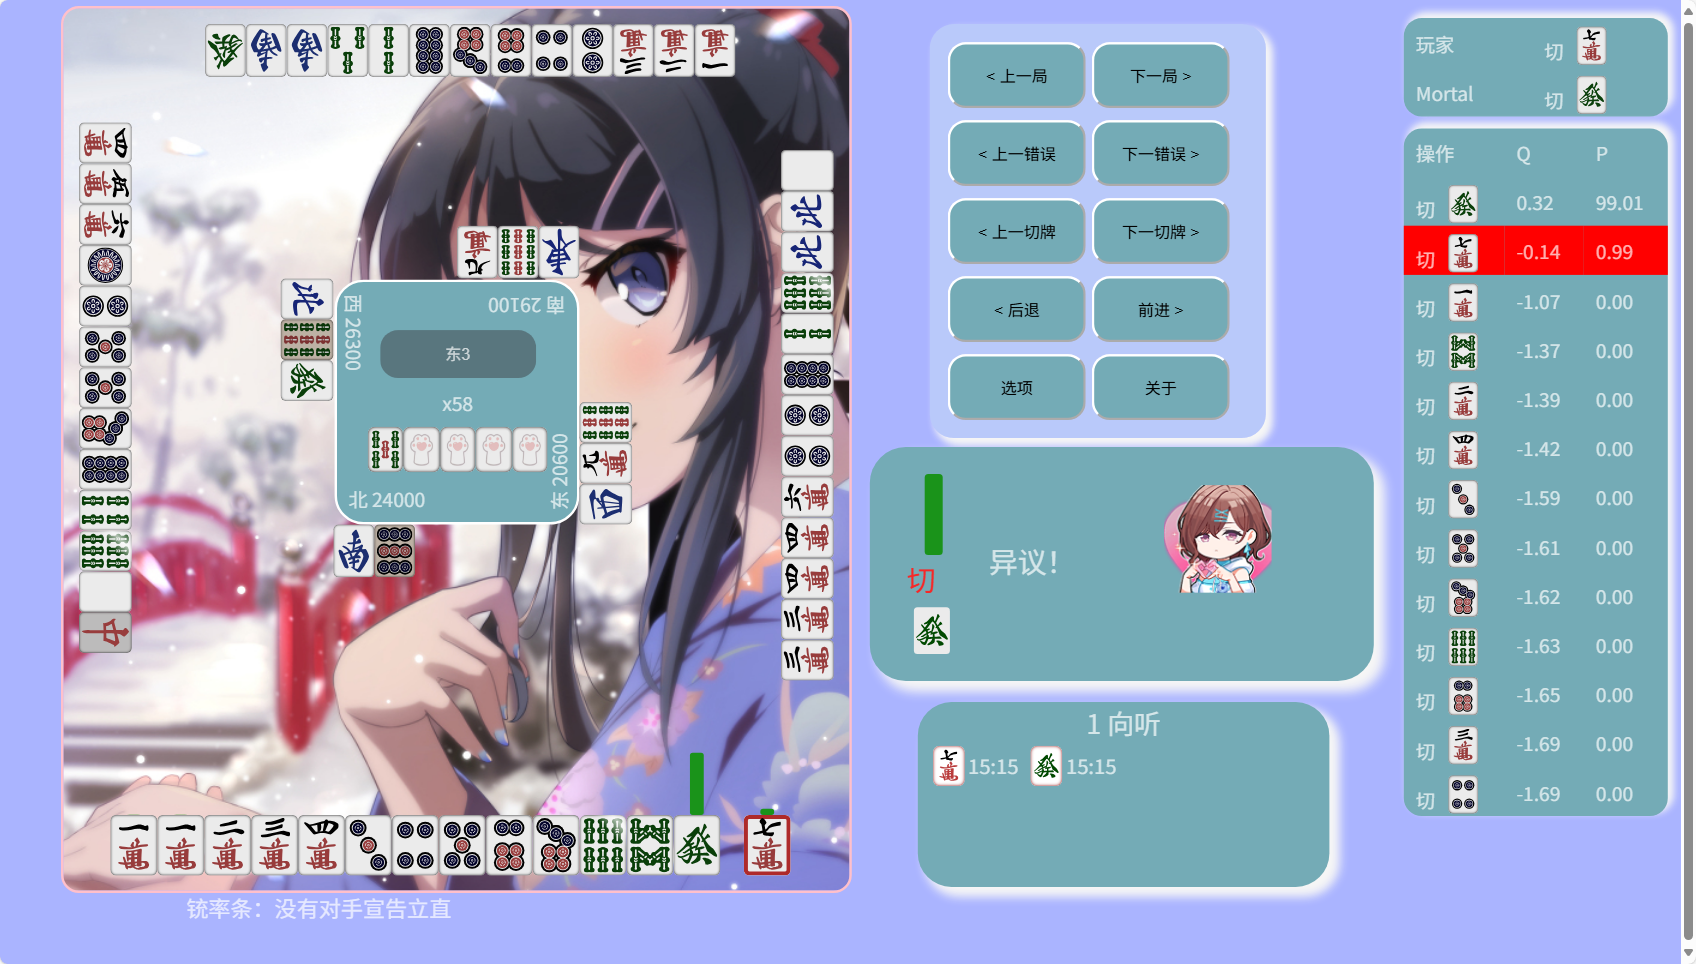 西 26300
南 29100
东3
x58
北 24000
东 20600
铳率条：没有对手宣告立直
< 上一局
下一局 >
< 上一错误
下一错误 >
< 上一切牌
下一切牌 >
< 后退
前进 >
选项
关于
切
异议！
1 向听
15:15
15:15
玩家 切
Mortal 切
操作 Q P
切 0.32 99.01
切 -0.14 0.99
切 -1.07 0.00
切 -1.37 0.00
切 -1.39 0.00
切 -1.42 0.00
切 -1.59 0.00
切 -1.61 0.00
切 -1.62 0.00
切 -1.63 0.00
切 -1.65 0.00
切 -1.69 0.00
切 -1.69 0.00